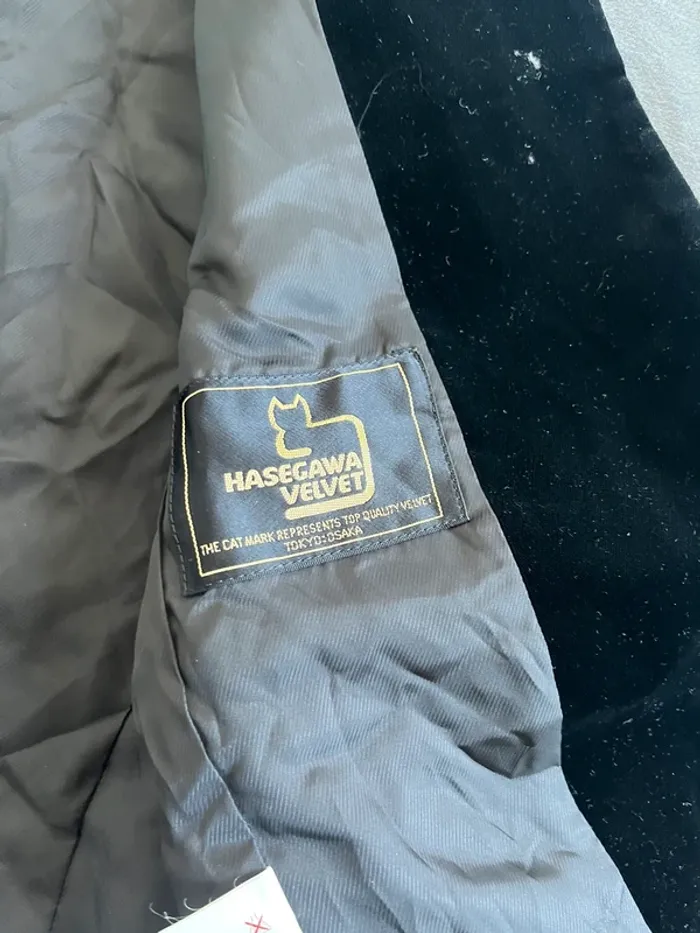 HASEGAWA
VELVET
THE CAT MARK REPRESENTS TOP QUALITY VELVET
TOKYO:OSAKA